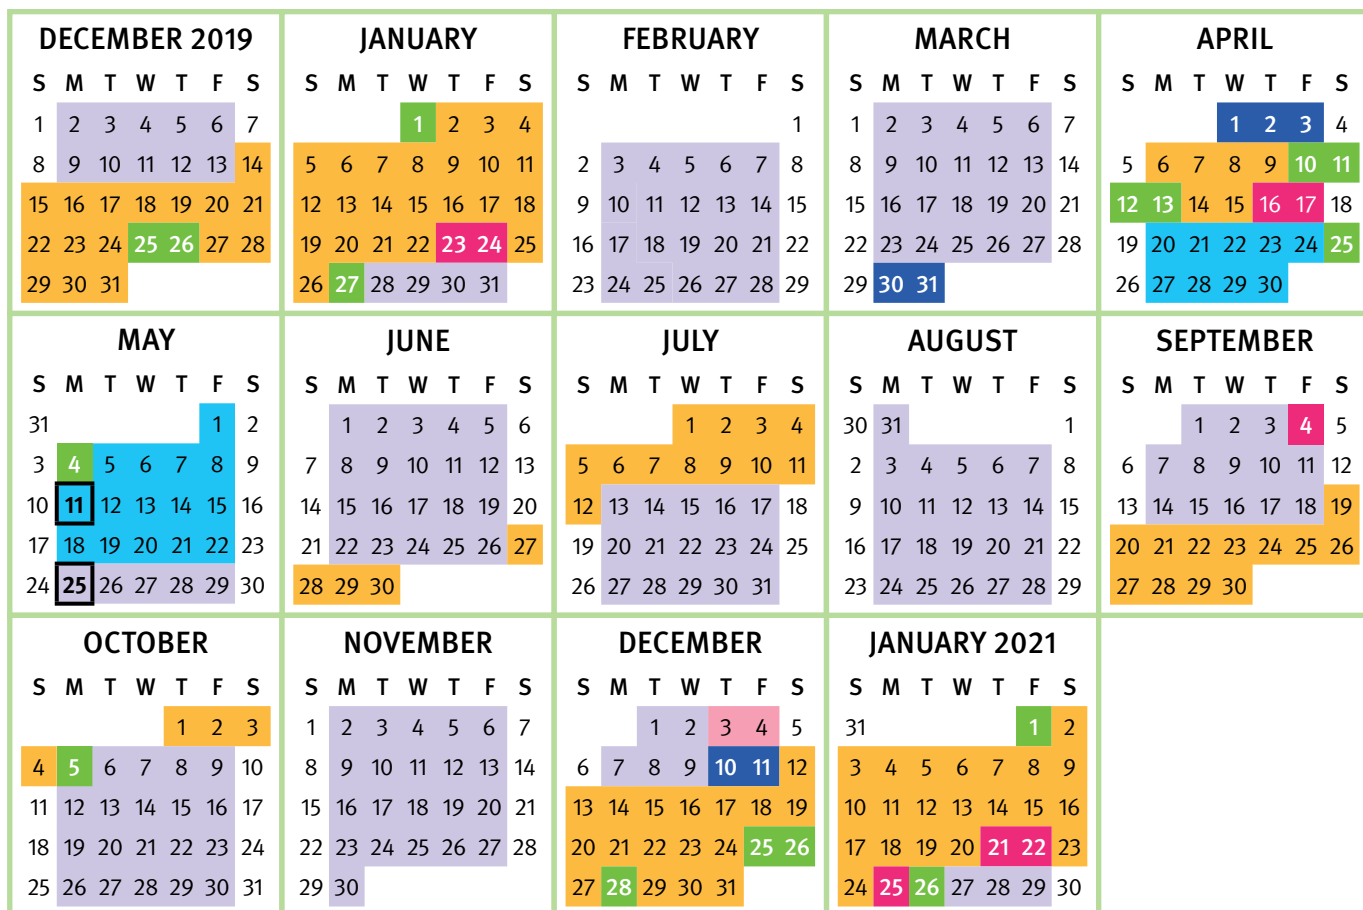 DECEMBER 2019
S M T W T F S
1 2 3 4 5 6 7
8 9 10 11 12 13 14
15 16 17 18 19 20 21
22 23 24 25 26 27 28
29 30 31
JANUARY
S M T W T F S
1 2 3 4
5 6 7 8 9 10 11
12 13 14 15 16 17 18
19 20 21 22 23 24 25
26 27 28 29 30 31
FEBRUARY
S M T W T F S
1
2 3 4 5 6 7 8
9 10 11 12 13 14 15
16 17 18 19 20 21 22
23 24 25 26 27 28 29
MARCH
S M T W T F S
1 2 3 4 5 6 7
8 9 10 11 12 13 14
15 16 17 18 19 20 21
22 23 24 25 26 27 28
29 30 31
APRIL
S M T W T F S
1 2 3 4
5 6 7 8 9 10 11
12 13 14 15 16 17 18
19 20 21 22 23 24 25
26 27 28 29 30
MAY
S M T W T F S
31 1 2
3 4 5 6 7 8 9
10 11 12 13 14 15 16
17 18 19 20 21 22 23
24 25 26 27 28 29 30
JUNE
S M T W T F S
1 2 3 4 5 6
7 8 9 10 11 12 13
14 15 16 17 18 19 20
21 22 23 24 25 26 27
28 29 30
JULY
S M T W T F S
1 2 3 4
5 6 7 8 9 10 11
12 13 14 15 16 17 18
19 20 21 22 23 24 25
26 27 28 29 30 31
AUGUST
S M T W T F S
30 31 1
2 3 4 5 6 7 8
9 10 11 12 13 14 15
16 17 18 19 20 21 22
23 24 25 26 27 28 29
SEPTEMBER
S M T W T F S
1 2 3 4 5
6 7 8 9 10 11 12
13 14 15 16 17 18 19
20 21 22 23 24 25 26
27 28 29 30
OCTOBER
S M T W T F S
1 2 3
4 5 6 7 8 9 10
11 12 13 14 15 16 17
18 19 20 21 22 23 24
25 26 27 28 29 30 31
NOVEMBER
S M T W T F S
1 2 3 4 5 6 7
8 9 10 11 12 13 14
15 16 17 18 19 20 21
22 23 24 25 26 27 28
29 30
DECEMBER
S M T W T F S
1 2 3 4 5
6 7 8 9 10 11 12
13 14 15 16 17 18 19
20 21 22 23 24 25 26
27 28 29 30 31
JANUARY 2021
S M T W T F S
31 1 2
3 4 5 6 7 8 9
10 11 12 13 14 15 16
17 18 19 20 21 22 23
24 25 26 27 28 29 30